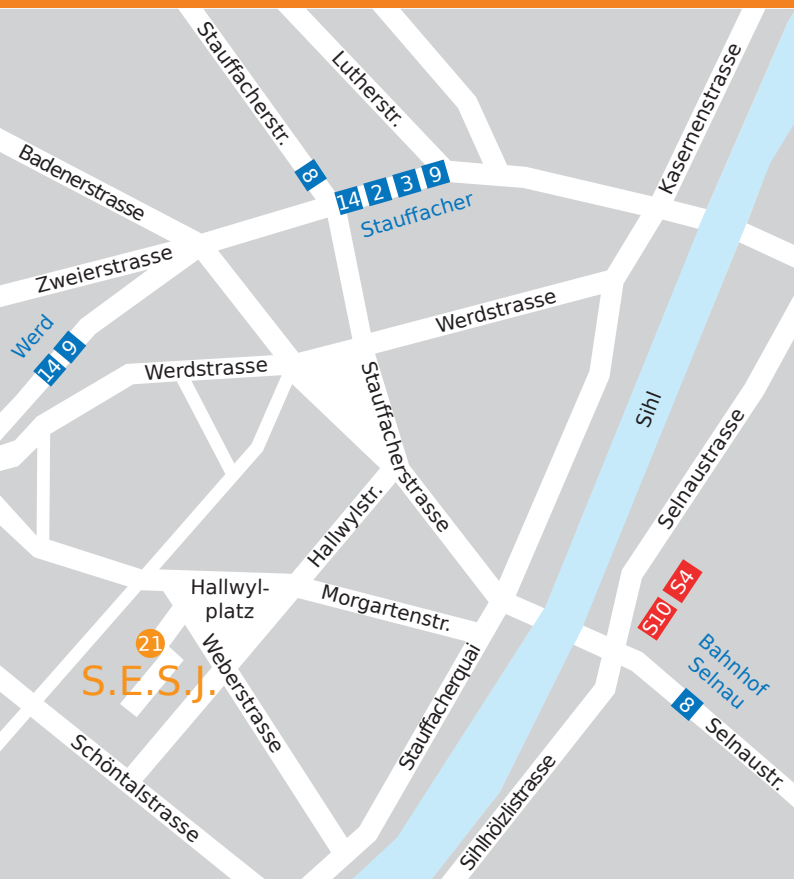 Stauffacherstr.
Lutherstr.
Kasernenstrasse
Badenerstrasse
8
14
2
3
9
Stauffacher
Zweierstrasse
Werd
14
9
Werdstrasse
Werdstrasse
Stauffacherstrasse
Sihl
Selnaustrasse
Hallwylstr.
Hallwyl-
platz
Morgartenstr.
S4
S10
21
S.E.S.J.
Weberstrasse
Bahnhof
Selnau
8
Selnaustr.
Stauffacherquai
Schöntalstrasse
Sihlhölzlistrasse